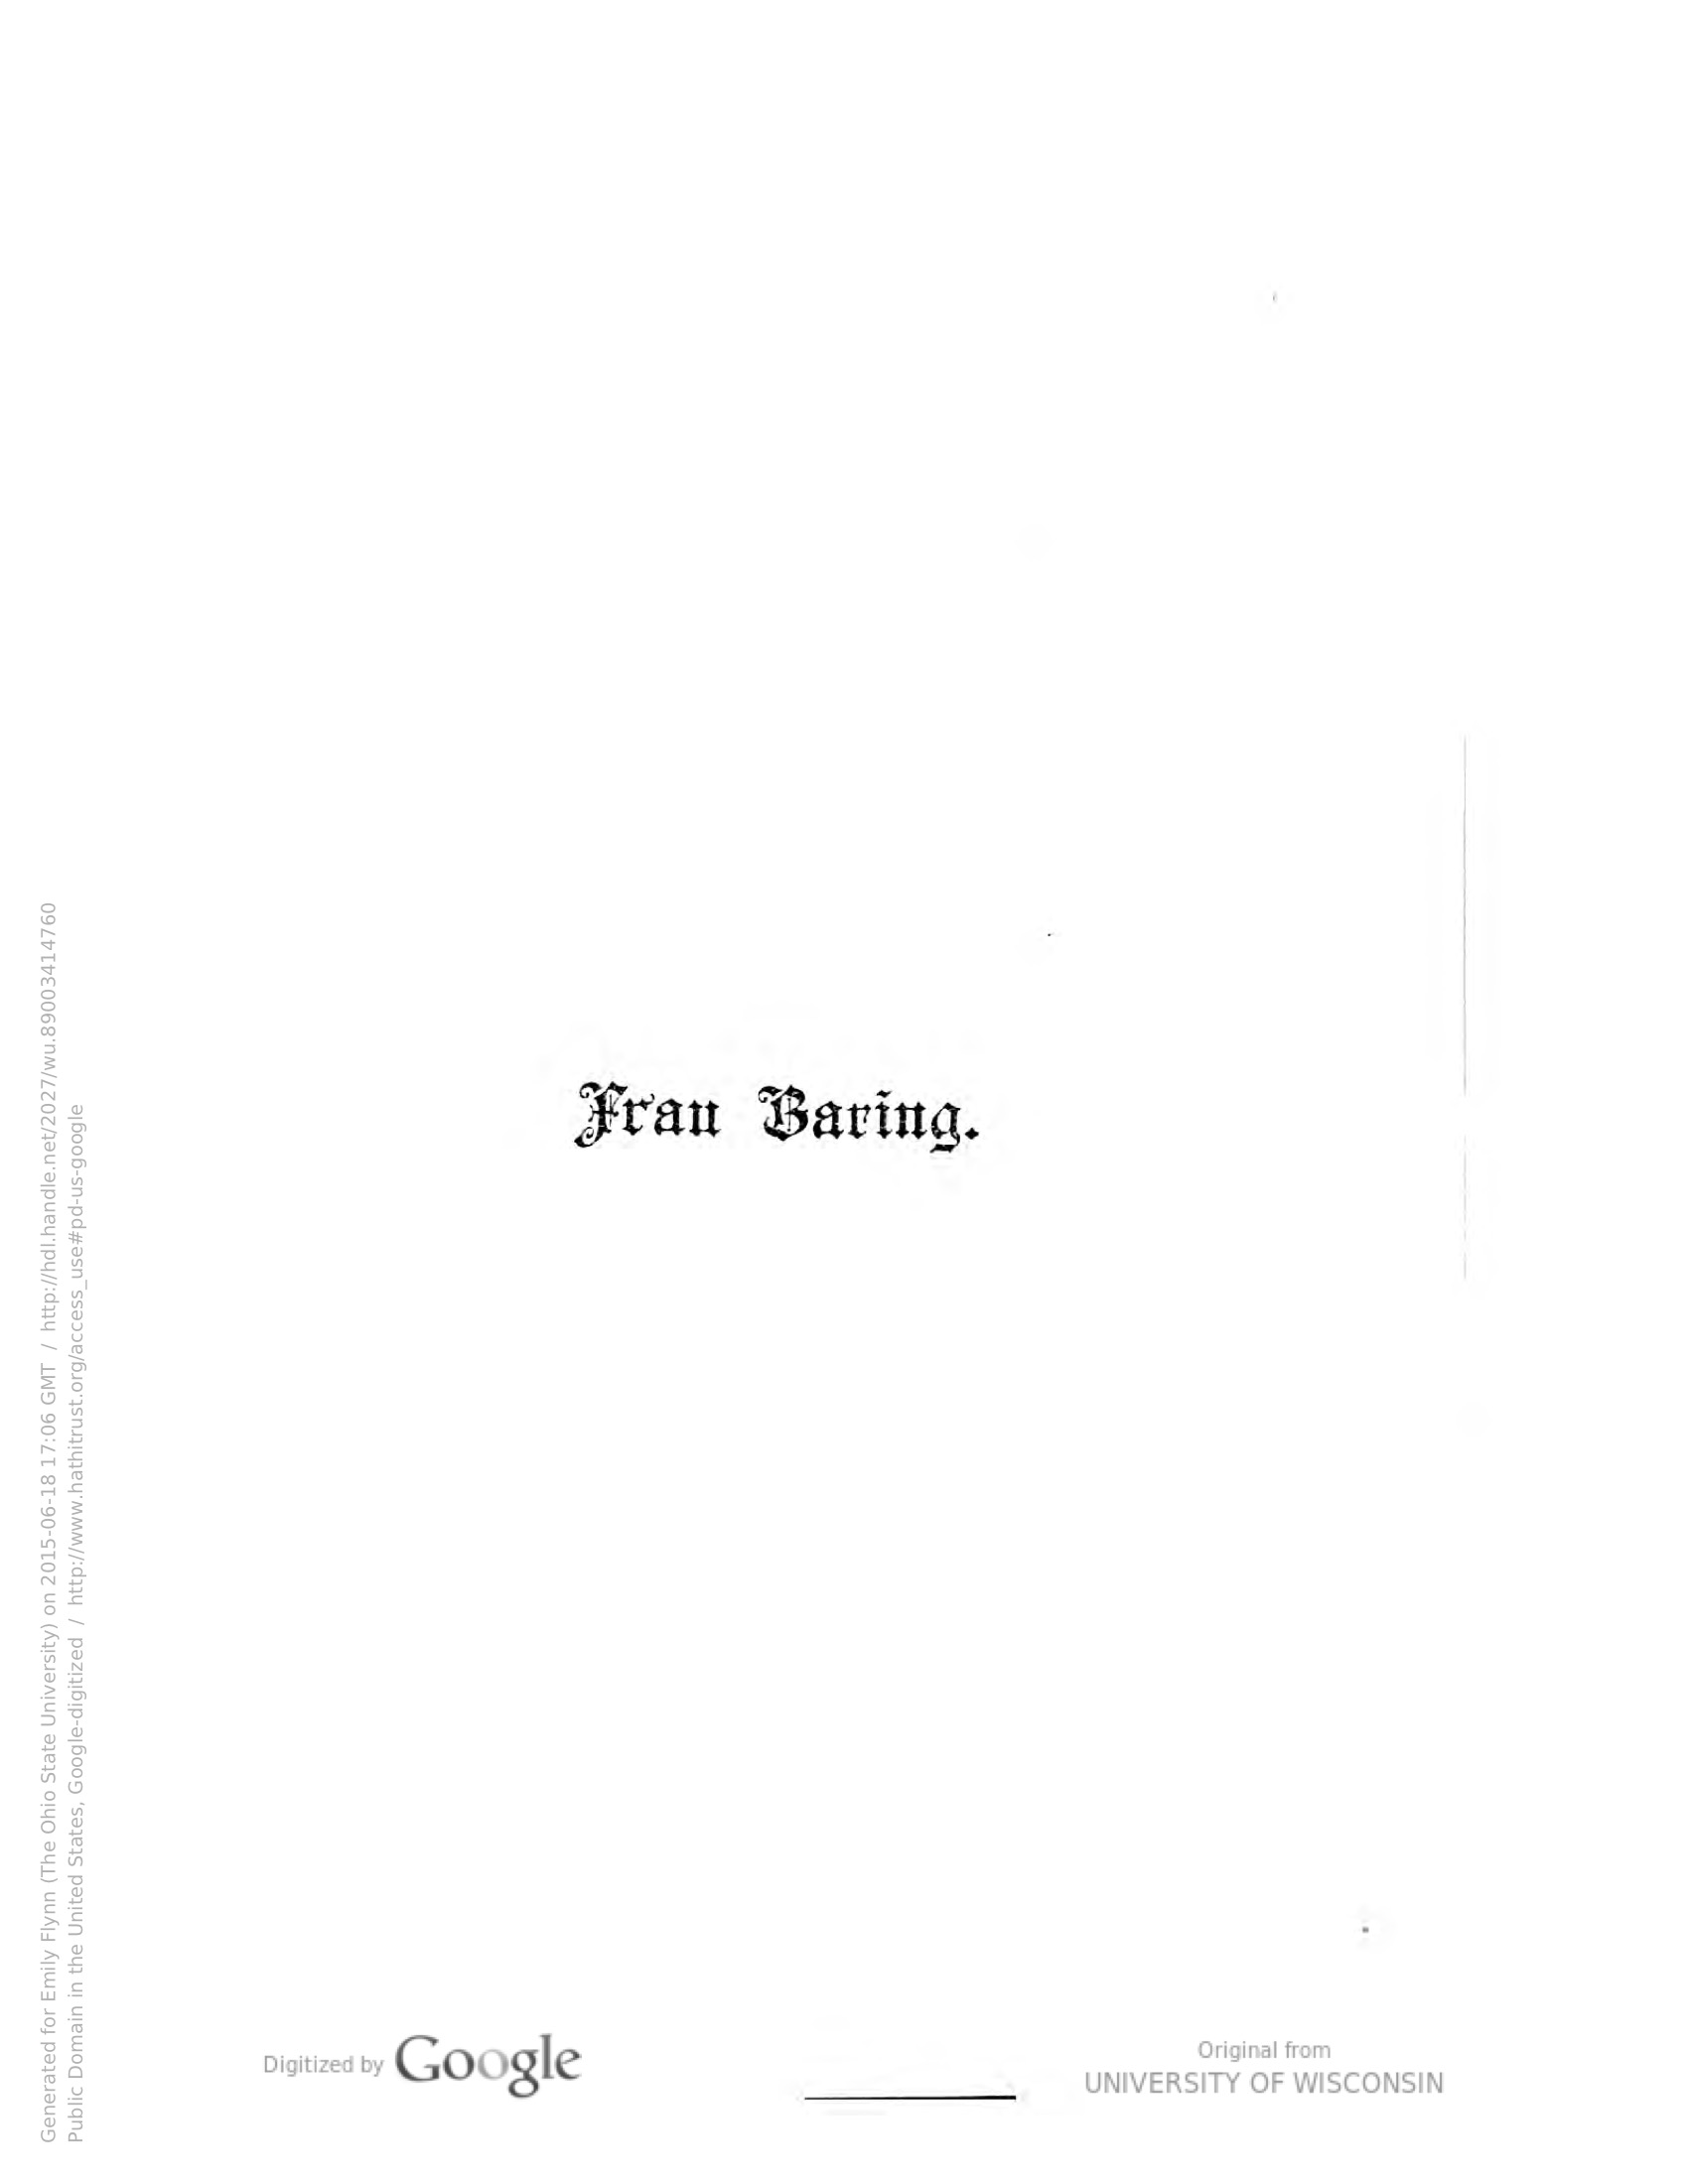 Frau Baring.
Generated for Emily Flynn (The Ohio State University) on 2015-06-18 17:06 GMT / http://hdl.handle.net/2027/wu.89003414760
Public Domain in the United States, Google-digitized / http://www.hathitrust.org/access_use#pd-us-google
Digitized by Google
Original from
UNIVERSITY OF WISCONSIN